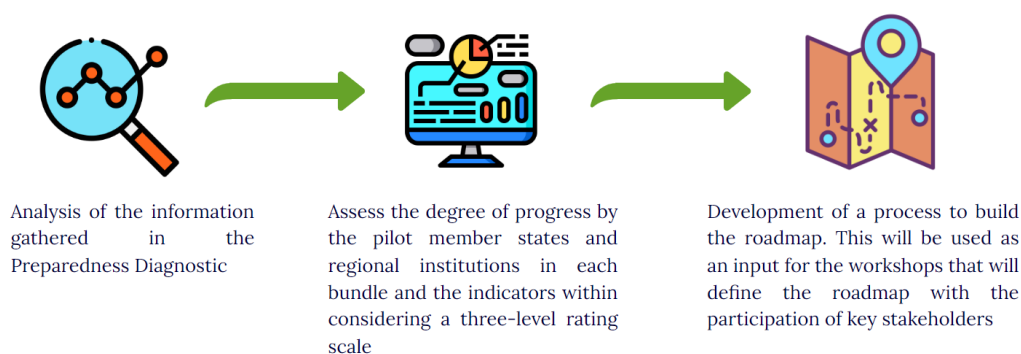 Analysis of the information
gathered in the
Preparedness Diagnostic
Assess the degree of progress by
the pilot member states and
regional institutions in each
bundle and the indicators within
considering a three-level rating
scale
Development of a process to build
the roadmap. This will be used as
an input for the workshops that will
define the roadmap with the
participation of key stakeholders